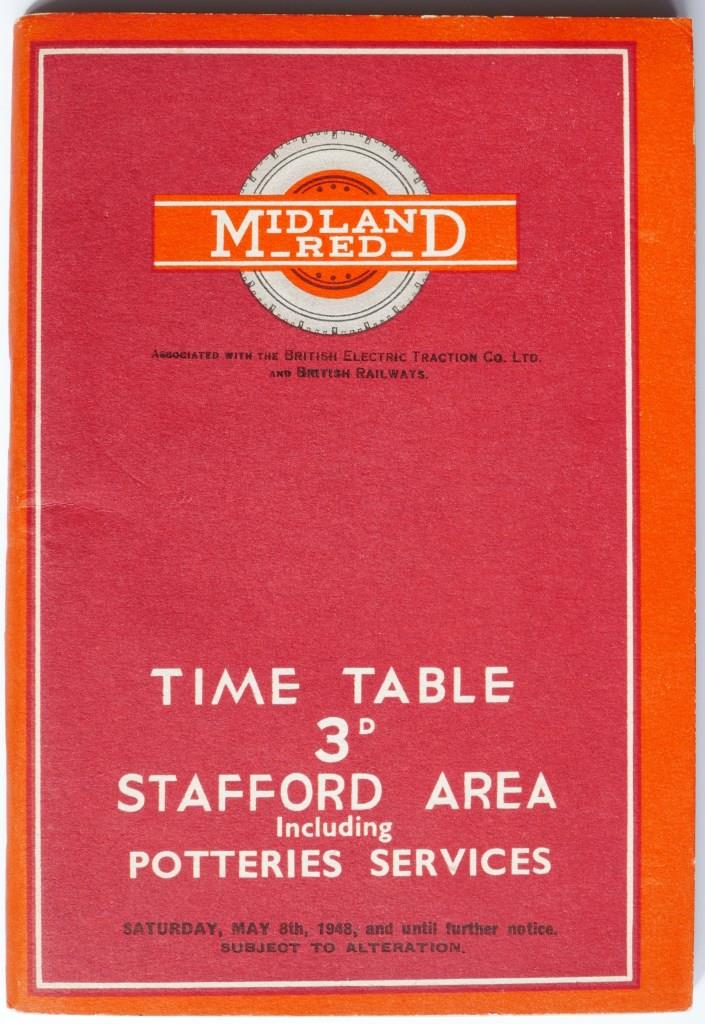 MIDLAND
RED
ASSOCIATED WITH THE BRITISH ELECTRIC TRACTION CO. LTD.
AND BRITISH RAILWAYS.
TIME TABLE
3D
STAFFORD AREA
Including
POTTERIES SERVICES
SATURDAY, MAY 8th, 1948, and until further notice.
SUBJECT TO ALTERATION.